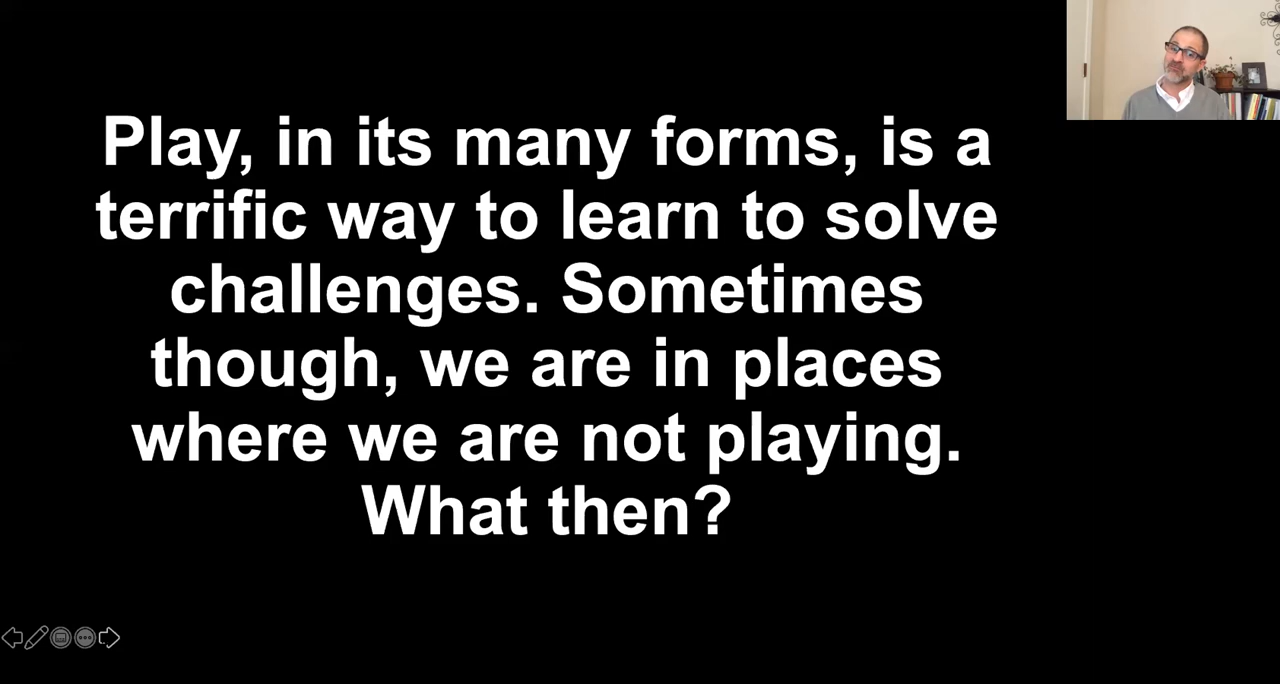 Play, in its many forms, is a
terrific way to learn to solve
challenges. Sometimes
though, we are in places
where we are not playing.
What then?